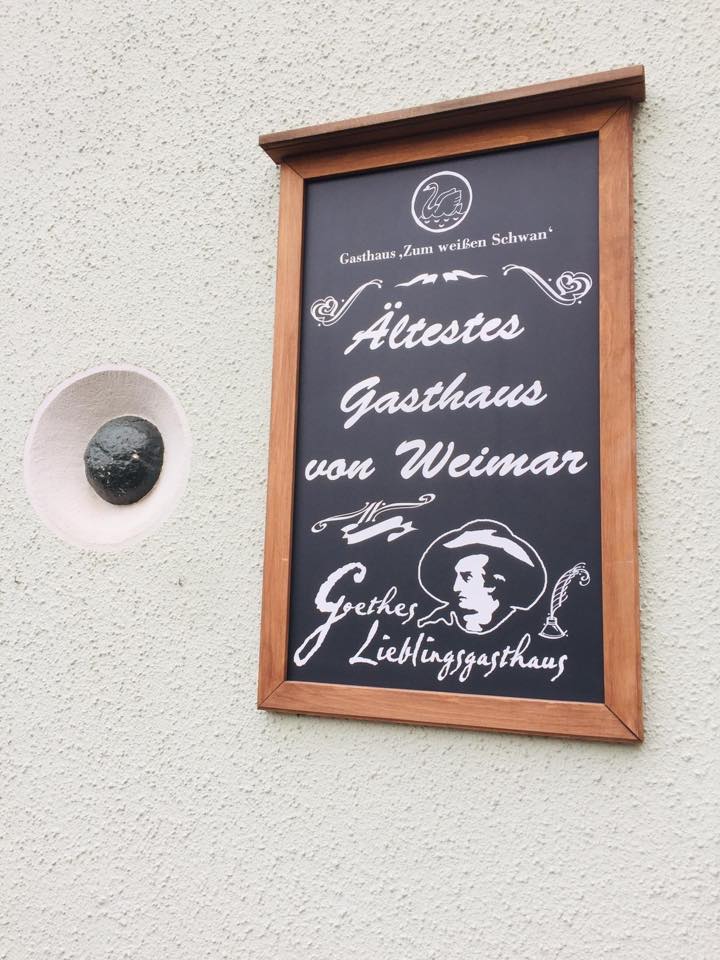 Gasthaus ‚Zum weißen Schwan‘
Ältestes
Gasthaus
von Weimar
Goethes
Lieblingsgasthaus